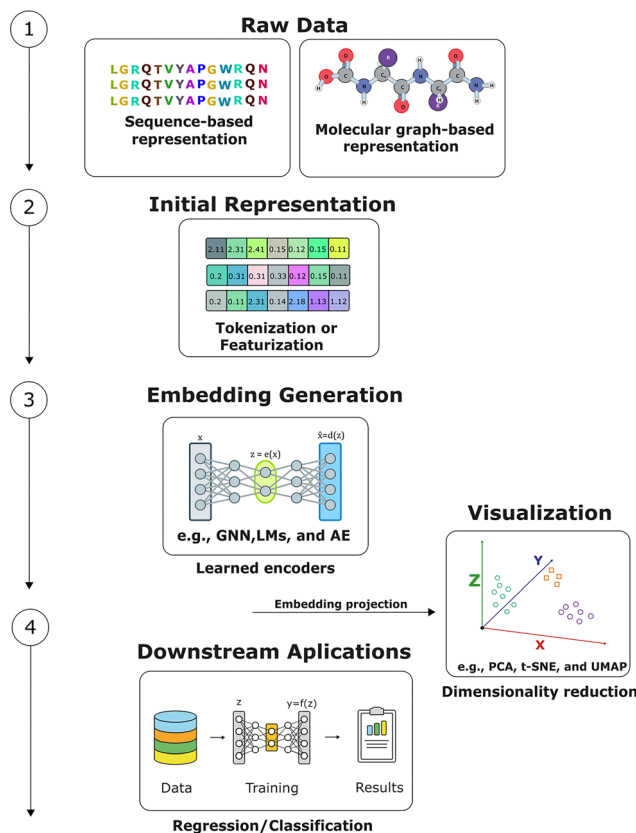 1
Raw Data
LGRQTVYAPGWRQN
LGRQTVYAPGWRQN
LGRQTVYAPGWRQN
Sequence-based
representation
O R H O
O C C N C C N H
H N C C H
H O H R H
Molecular graph-based
representation
2
Initial Representation
2.11 2.31 2.41 0.15 0.12 0.15 0.11
0.2 0.31 0.31 0.33 0.12 0.15 0.11
0.2 0.11 2.31 0.14 2.18 1.13 1.12
Tokenization or
Featurization
3
Embedding Generation
x z = e(x) x̂=d(z)
e.g., GNN,LMs, and AE
Learned encoders
Visualization
Z Y X
e.g., PCA, t-SNE, and UMAP
Dimensionality reduction
Embedding projection
4
Downstream Aplications
z y=f(z)
Data Training Results
Regression/Classification